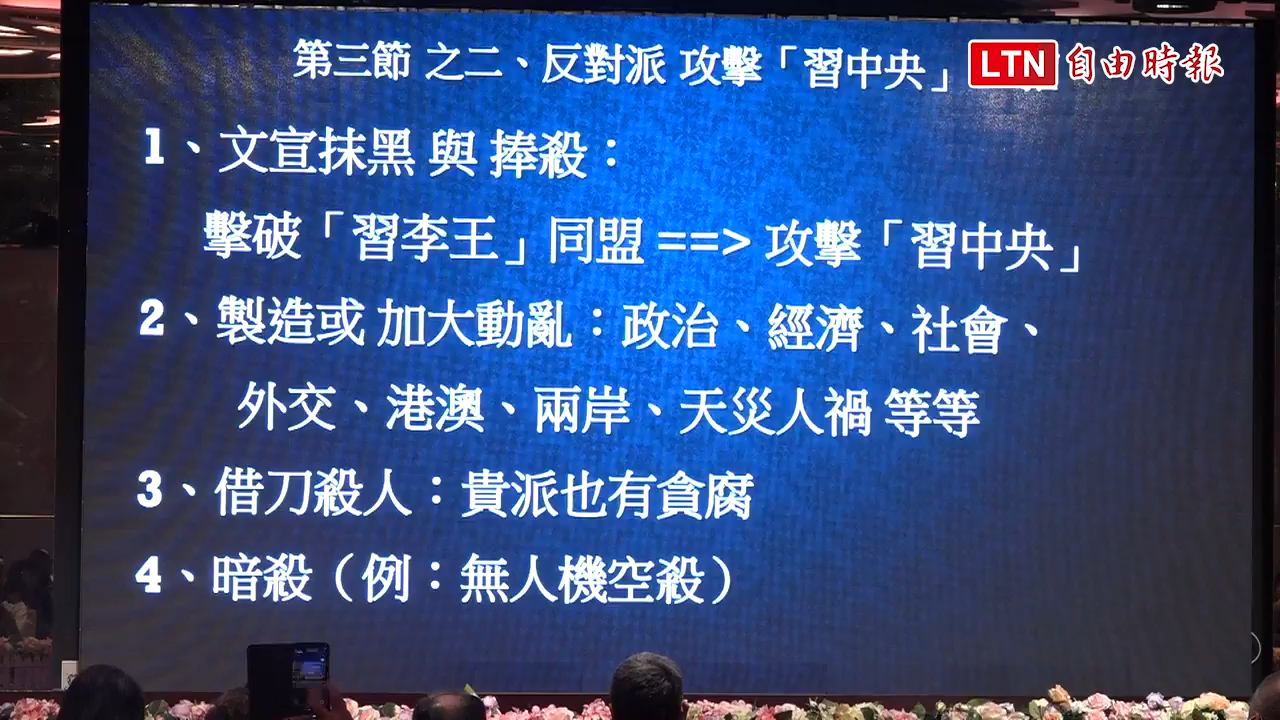 第三節 之二、反對派 攻擊「習中央」
LTN 自由時報
1、文宣抹黑 與 捧殺：
擊破「習李王」同盟 ==> 攻擊「習中央」
2、製造或 加大動亂：政治、經濟、社會、
外交、港澳、兩岸、天災人禍 等等
3、借刀殺人：貴派也有貪腐
4、暗殺（例：無人機空殺）